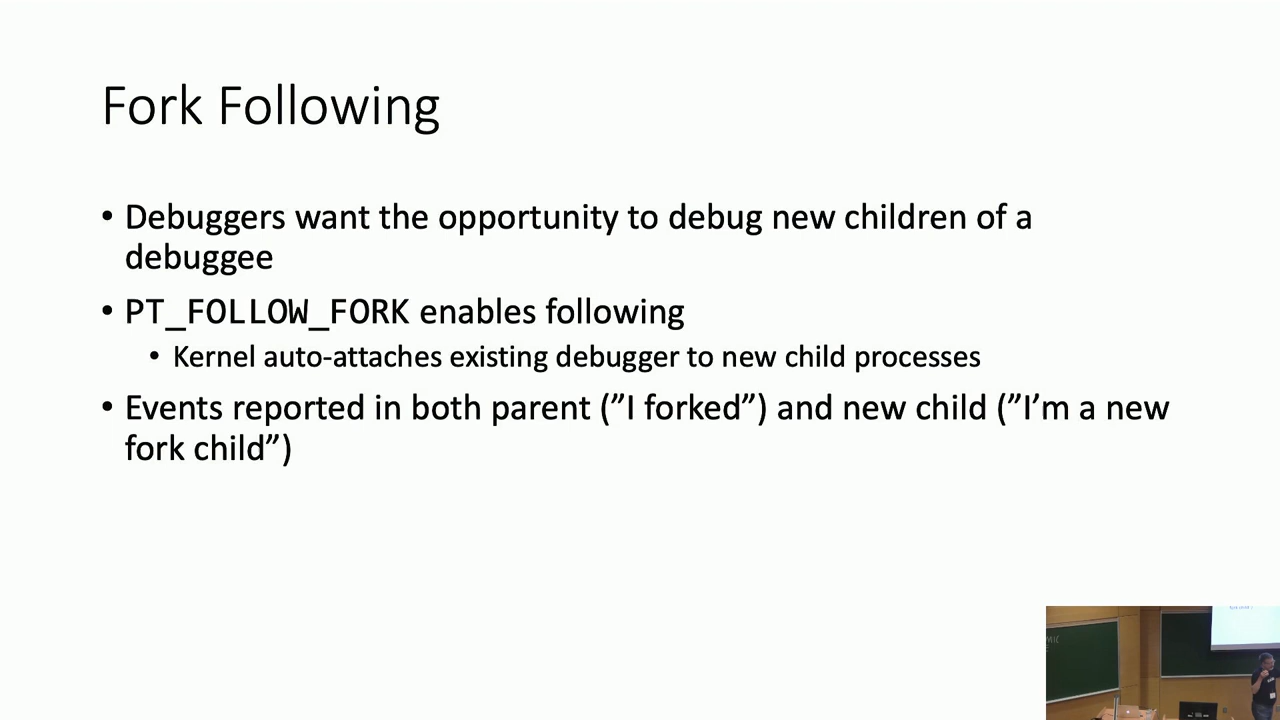 Fork Following
• Debuggers want the opportunity to debug new children of a
debuggee
• PT_FOLLOW_FORK enables following
• Kernel auto-attaches existing debugger to new child processes
• Events reported in both parent (”I forked”) and new child (”I’m a new
fork child”)